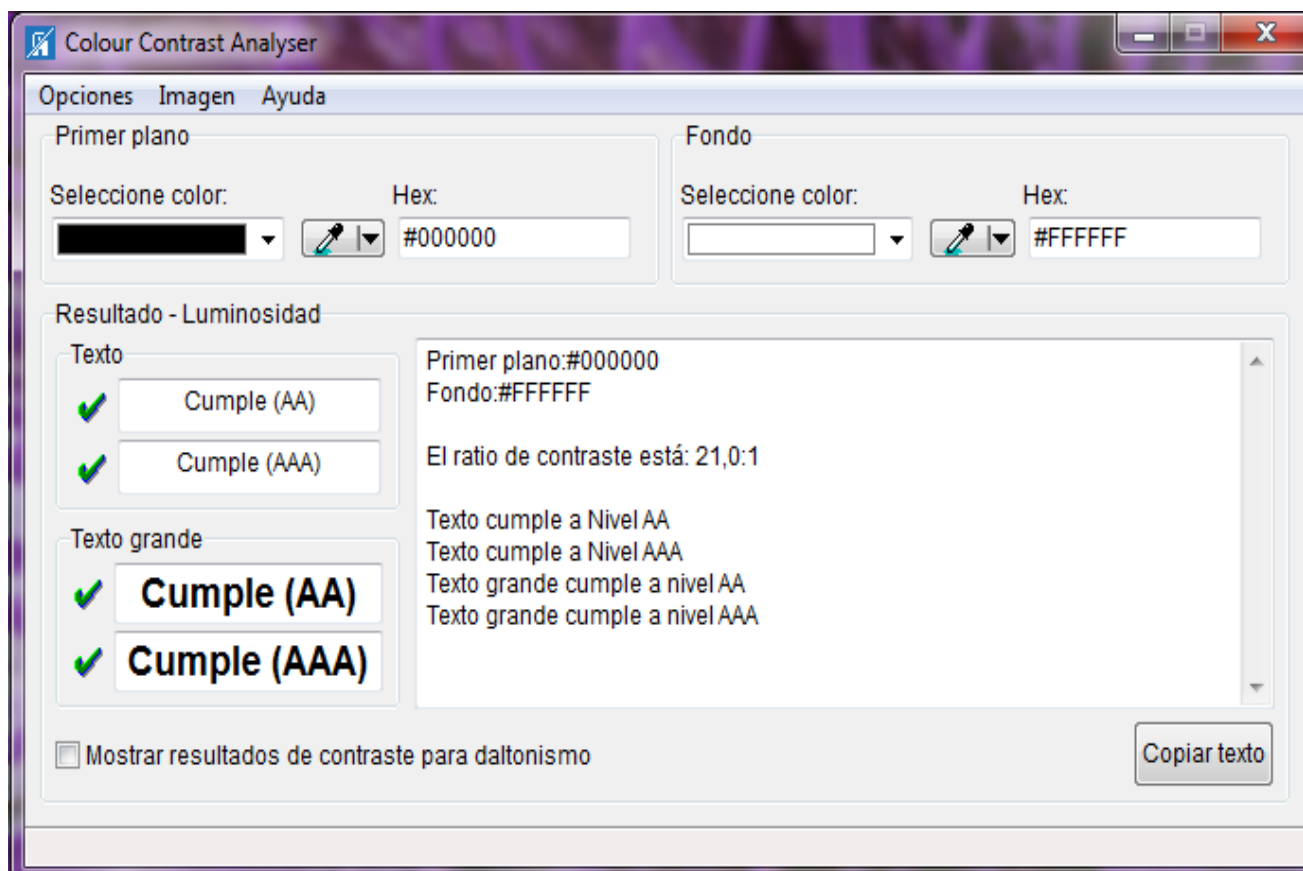 Colour Contrast Analyser
Opciones Imagen Ayuda
Primer plano
Seleccione color: Hex:
#000000
Fondo
Seleccione color: Hex:
#FFFFFF
Resultado - Luminosidad
Texto
Cumple (AA)
Cumple (AAA)
Texto grande
Cumple (AA)
Cumple (AAA)
Primer plano:#000000
Fondo:#FFFFFF
El ratio de contraste está: 21,0:1
Texto cumple a Nivel AA
Texto cumple a Nivel AAA
Texto grande cumple a nivel AA
Texto grande cumple a nivel AAA
Mostrar resultados de contraste para daltonismo
Copiar texto